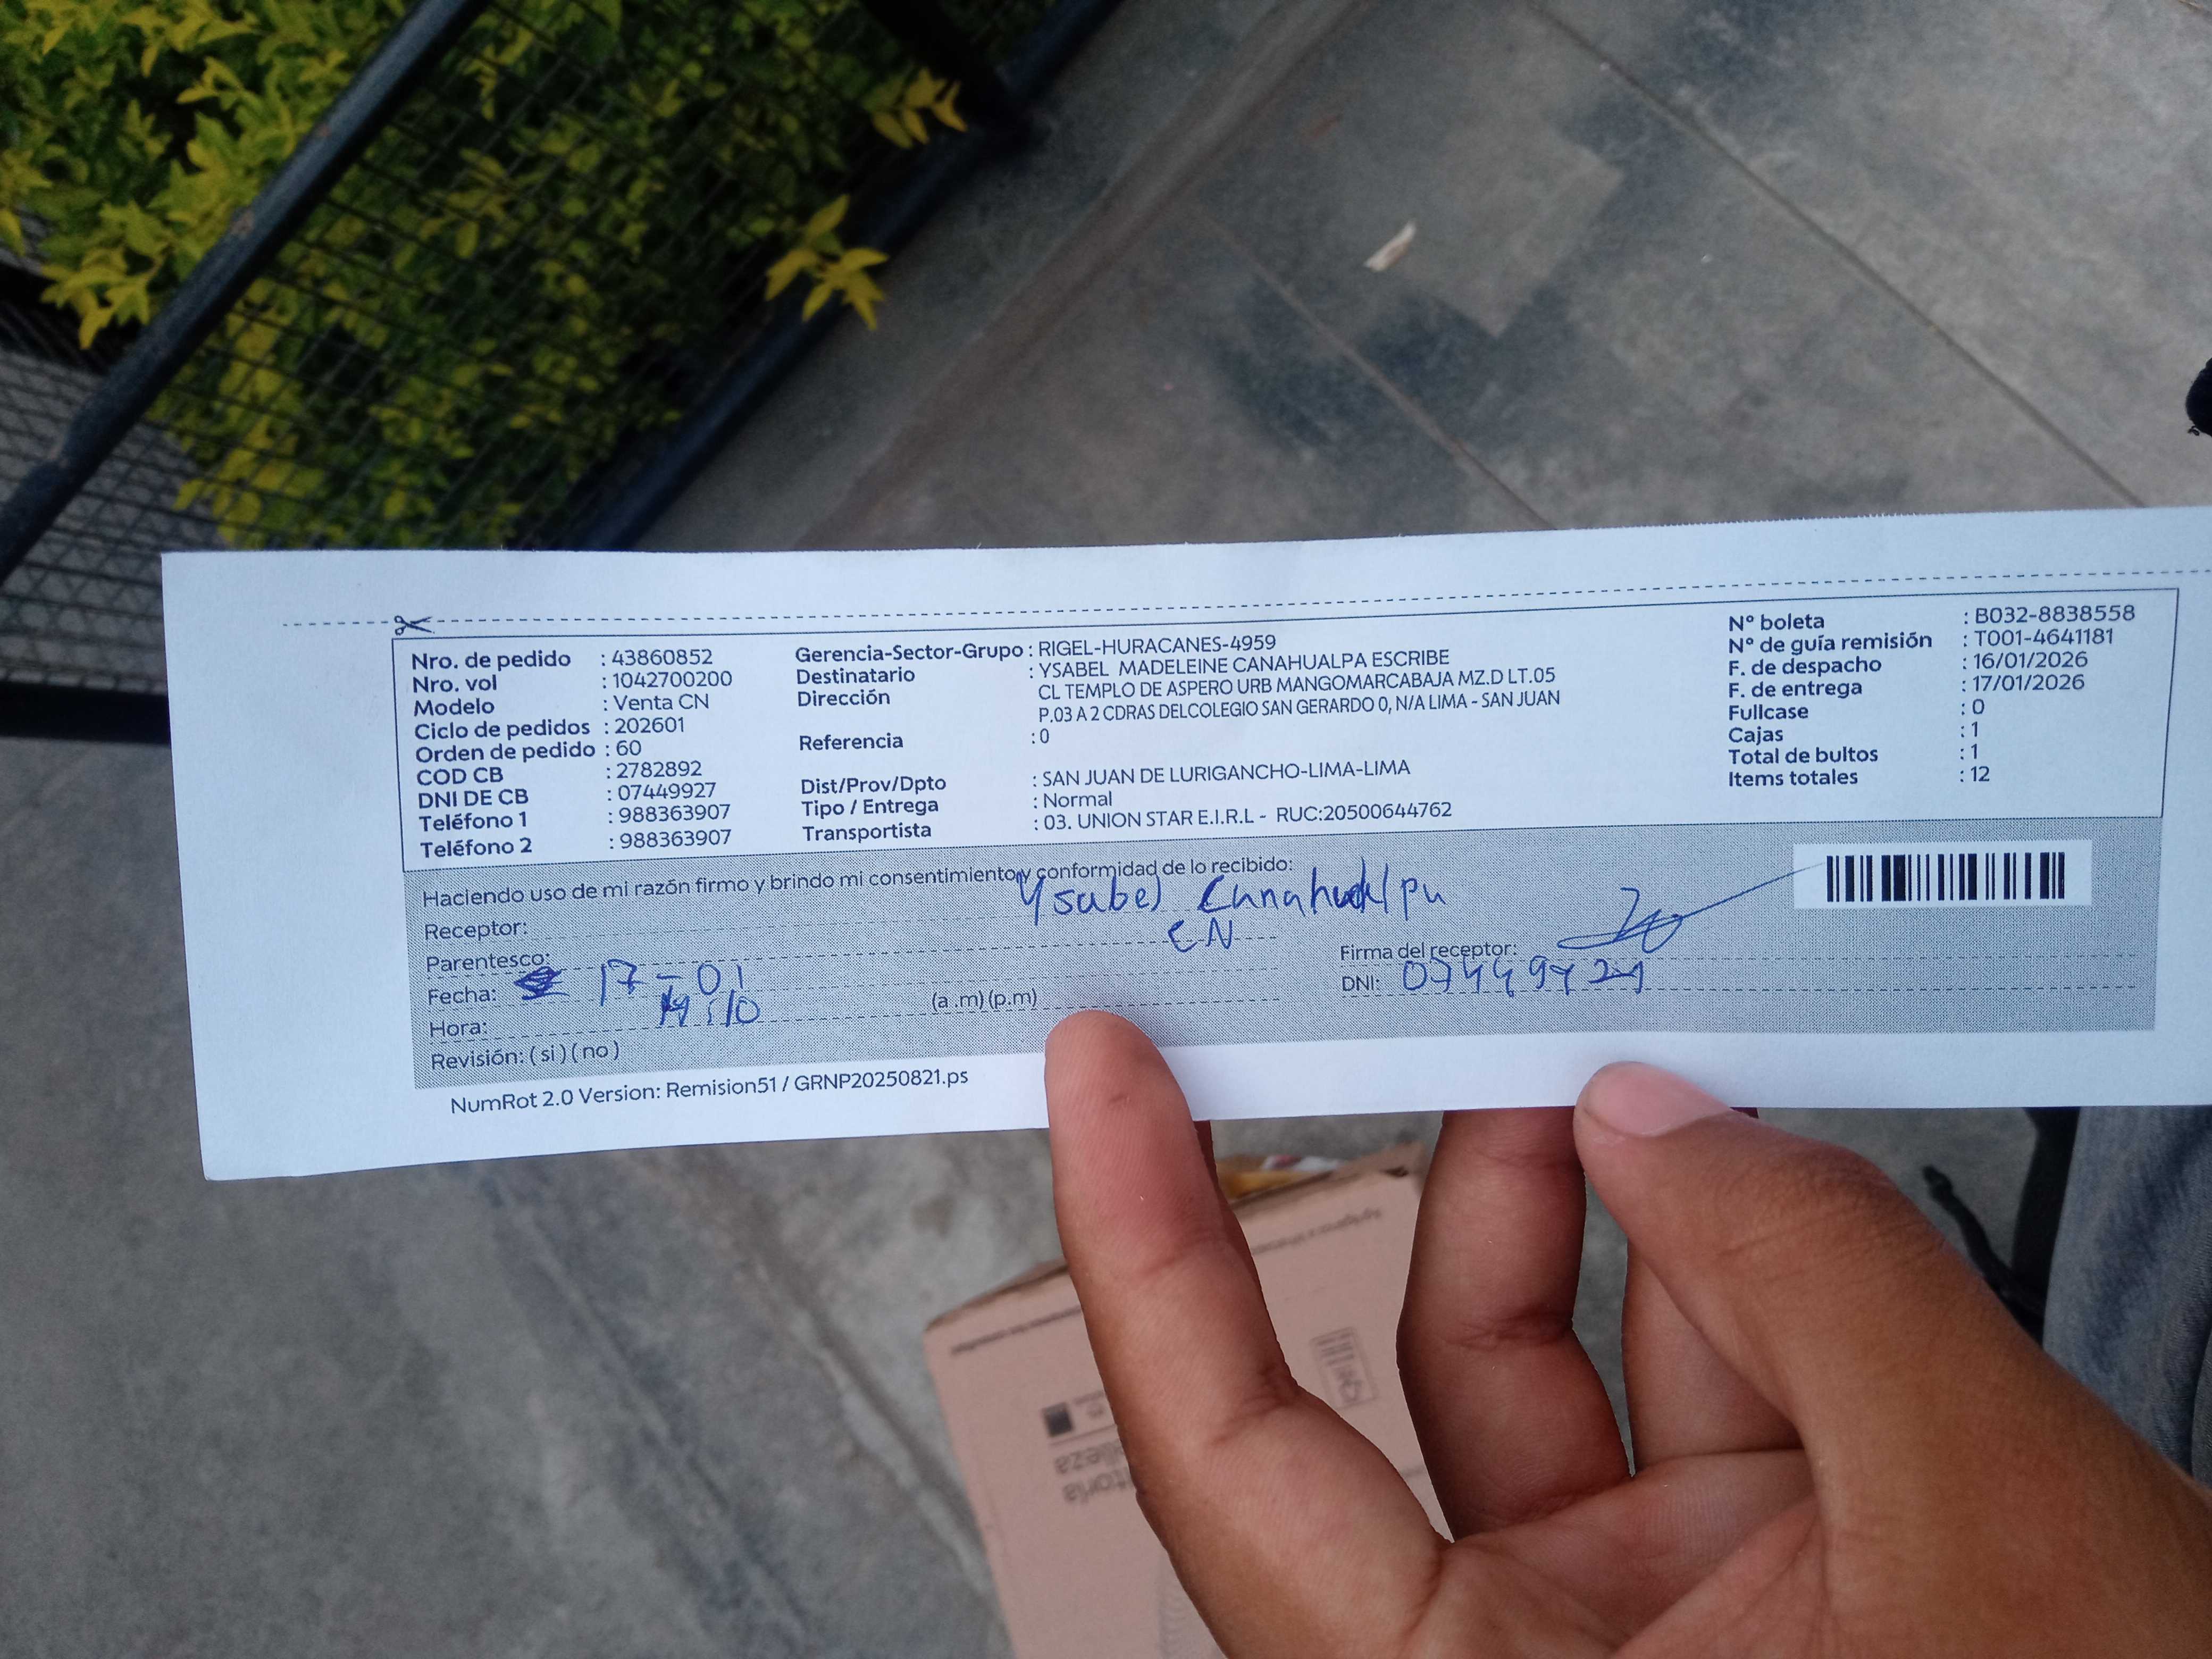 Nro. de pedido : 43860852
Nro. vol : 1042700200
Modelo : Venta CN
Ciclo de pedidos : 202601
Orden de pedido : 60
COD CB : 2782892
DNI DE CB : 07449927
Teléfono 1 : 988363907
Teléfono 2 : 988363907
Gerencia-Sector-Grupo : RIGEL-HURACANES-4959
Destinatario : YSABEL MADELEINE CANAHUALPA ESCRIBE
Dirección CL TEMPLO DE ASPERO URB MANGOMARCABAJA MZ.D LT.05
P.03 A 2 CDRAS DELCOLEGIO SAN GERARDO 0, N/A LIMA - SAN JUAN
Referencia : 0
Dist/Prov/Dpto : SAN JUAN DE LURIGANCHO-LIMA-LIMA
Tipo / Entrega : Normal
Transportista : 03. UNION STAR E.I.R.L - RUC:20500644762
Nº boleta : B032-8838558
Nº de guía remisión : T001-4641181
F. de despacho : 16/01/2026
F. de entrega : 17/01/2026
Fullcase : 0
Cajas : 1
Total de bultos : 1
Items totales : 12
Haciendo uso de mi razón firmo y brindo mi consentimiento y conformidad de lo recibido:
Receptor: Ysabel Canahualpa
Parentesco: CN
Fecha: 17-01
Hora: (a .m) (p.m)
Revisión: ( si ) ( no )
Firma del receptor:
DNI:
NumRot 2.0 Version: Remision51 / GRNP20250821.ps